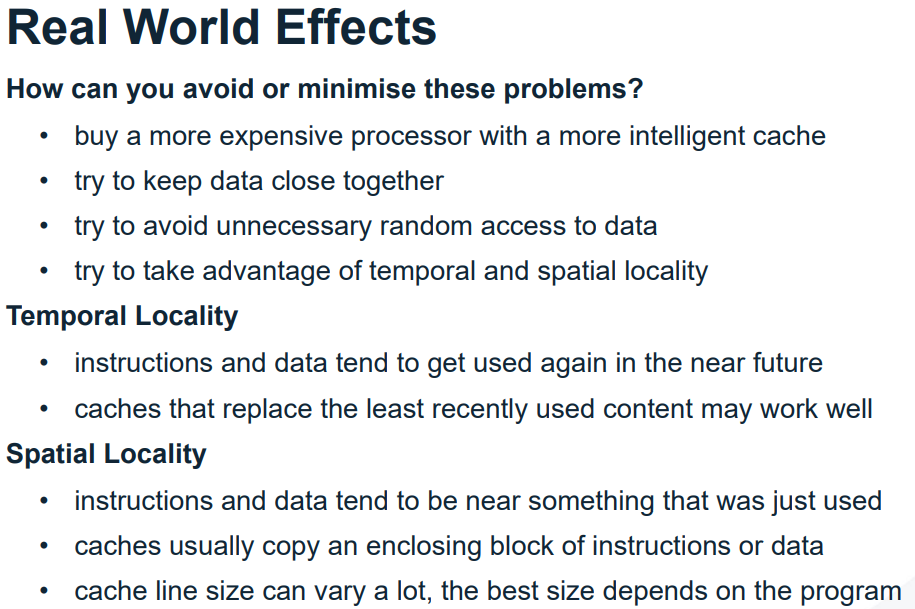 Real World Effects
How can you avoid or minimise these problems?
• buy a more expensive processor with a more intelligent cache
• try to keep data close together
• try to avoid unnecessary random access to data
• try to take advantage of temporal and spatial locality
Temporal Locality
• instructions and data tend to get used again in the near future
• caches that replace the least recently used content may work well
Spatial Locality
• instructions and data tend to be near something that was just used
• caches usually copy an enclosing block of instructions or data
• cache line size can vary a lot, the best size depends on the program